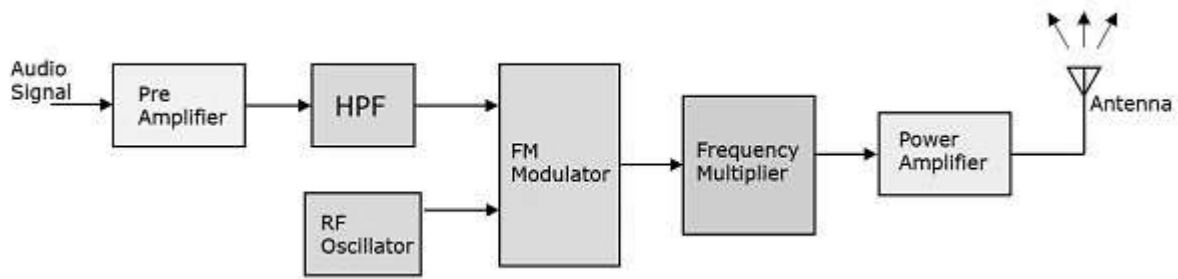 Audio
Signal
Pre
Amplifier
HPF
RF
Oscillator
FM
Modulator
Frequency
Multiplier
Power
Amplifier
Antenna